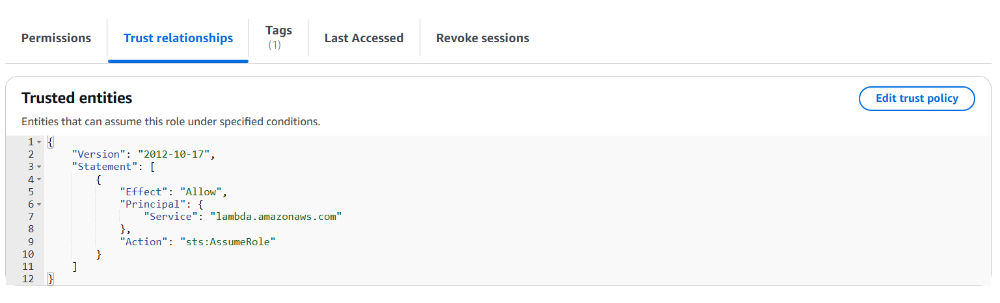 Permissions
Trust relationships
Tags
(1)
Last Accessed
Revoke sessions
Trusted entities
Edit trust policy
Entities that can assume this role under specified conditions.
1 {
2     "Version": "2012-10-17",
3     "Statement": [
4         {
5             "Effect": "Allow",
6             "Principal": {
7                 "Service": "lambda.amazonaws.com"
8             },
9             "Action": "sts:AssumeRole"
10         }
11     ]
12 }